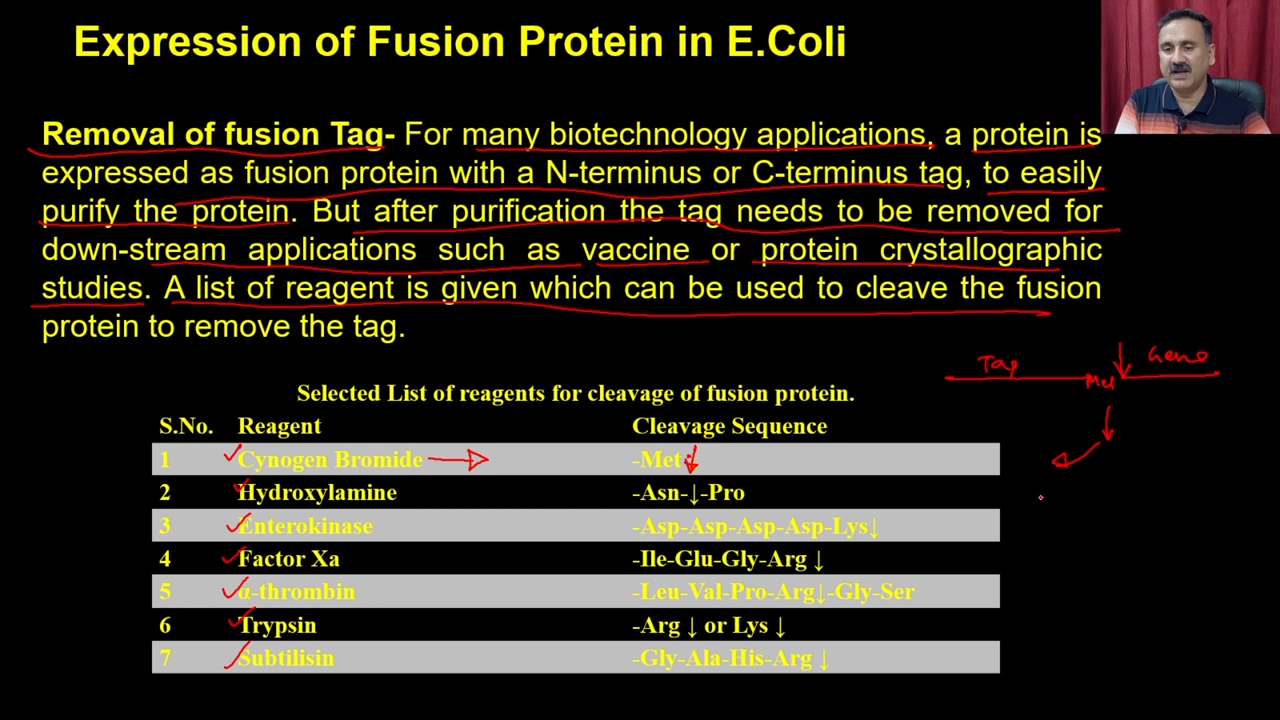 Expression of Fusion Protein in E.Coli
Removal of fusion Tag- For many biotechnology applications, a protein is
expressed as fusion protein with a N-terminus or C-terminus tag, to easily
purify the protein. But after purification the tag needs to be removed for
down-stream applications such as vaccine or protein crystallographic
studies. A list of reagent is given which can be used to cleave the fusion
protein to remove the tag.
Tag Met ↓ Gene
Selected List of reagents for cleavage of fusion protein.
S.No. Reagent Cleavage Sequence
1 Cynogen Bromide -Met↓
2 Hydroxylamine -Asn-↓-Pro
3 Enterokinase -Asp-Asp-Asp-Asp-Lys↓
4 Factor Xa -Ile-Glu-Gly-Arg ↓
5 α-thrombin -Leu-Val-Pro-Arg↓-Gly-Ser
6 Trypsin -Arg ↓ or Lys ↓
7 Subtilisin -Gly-Ala-His-Arg ↓